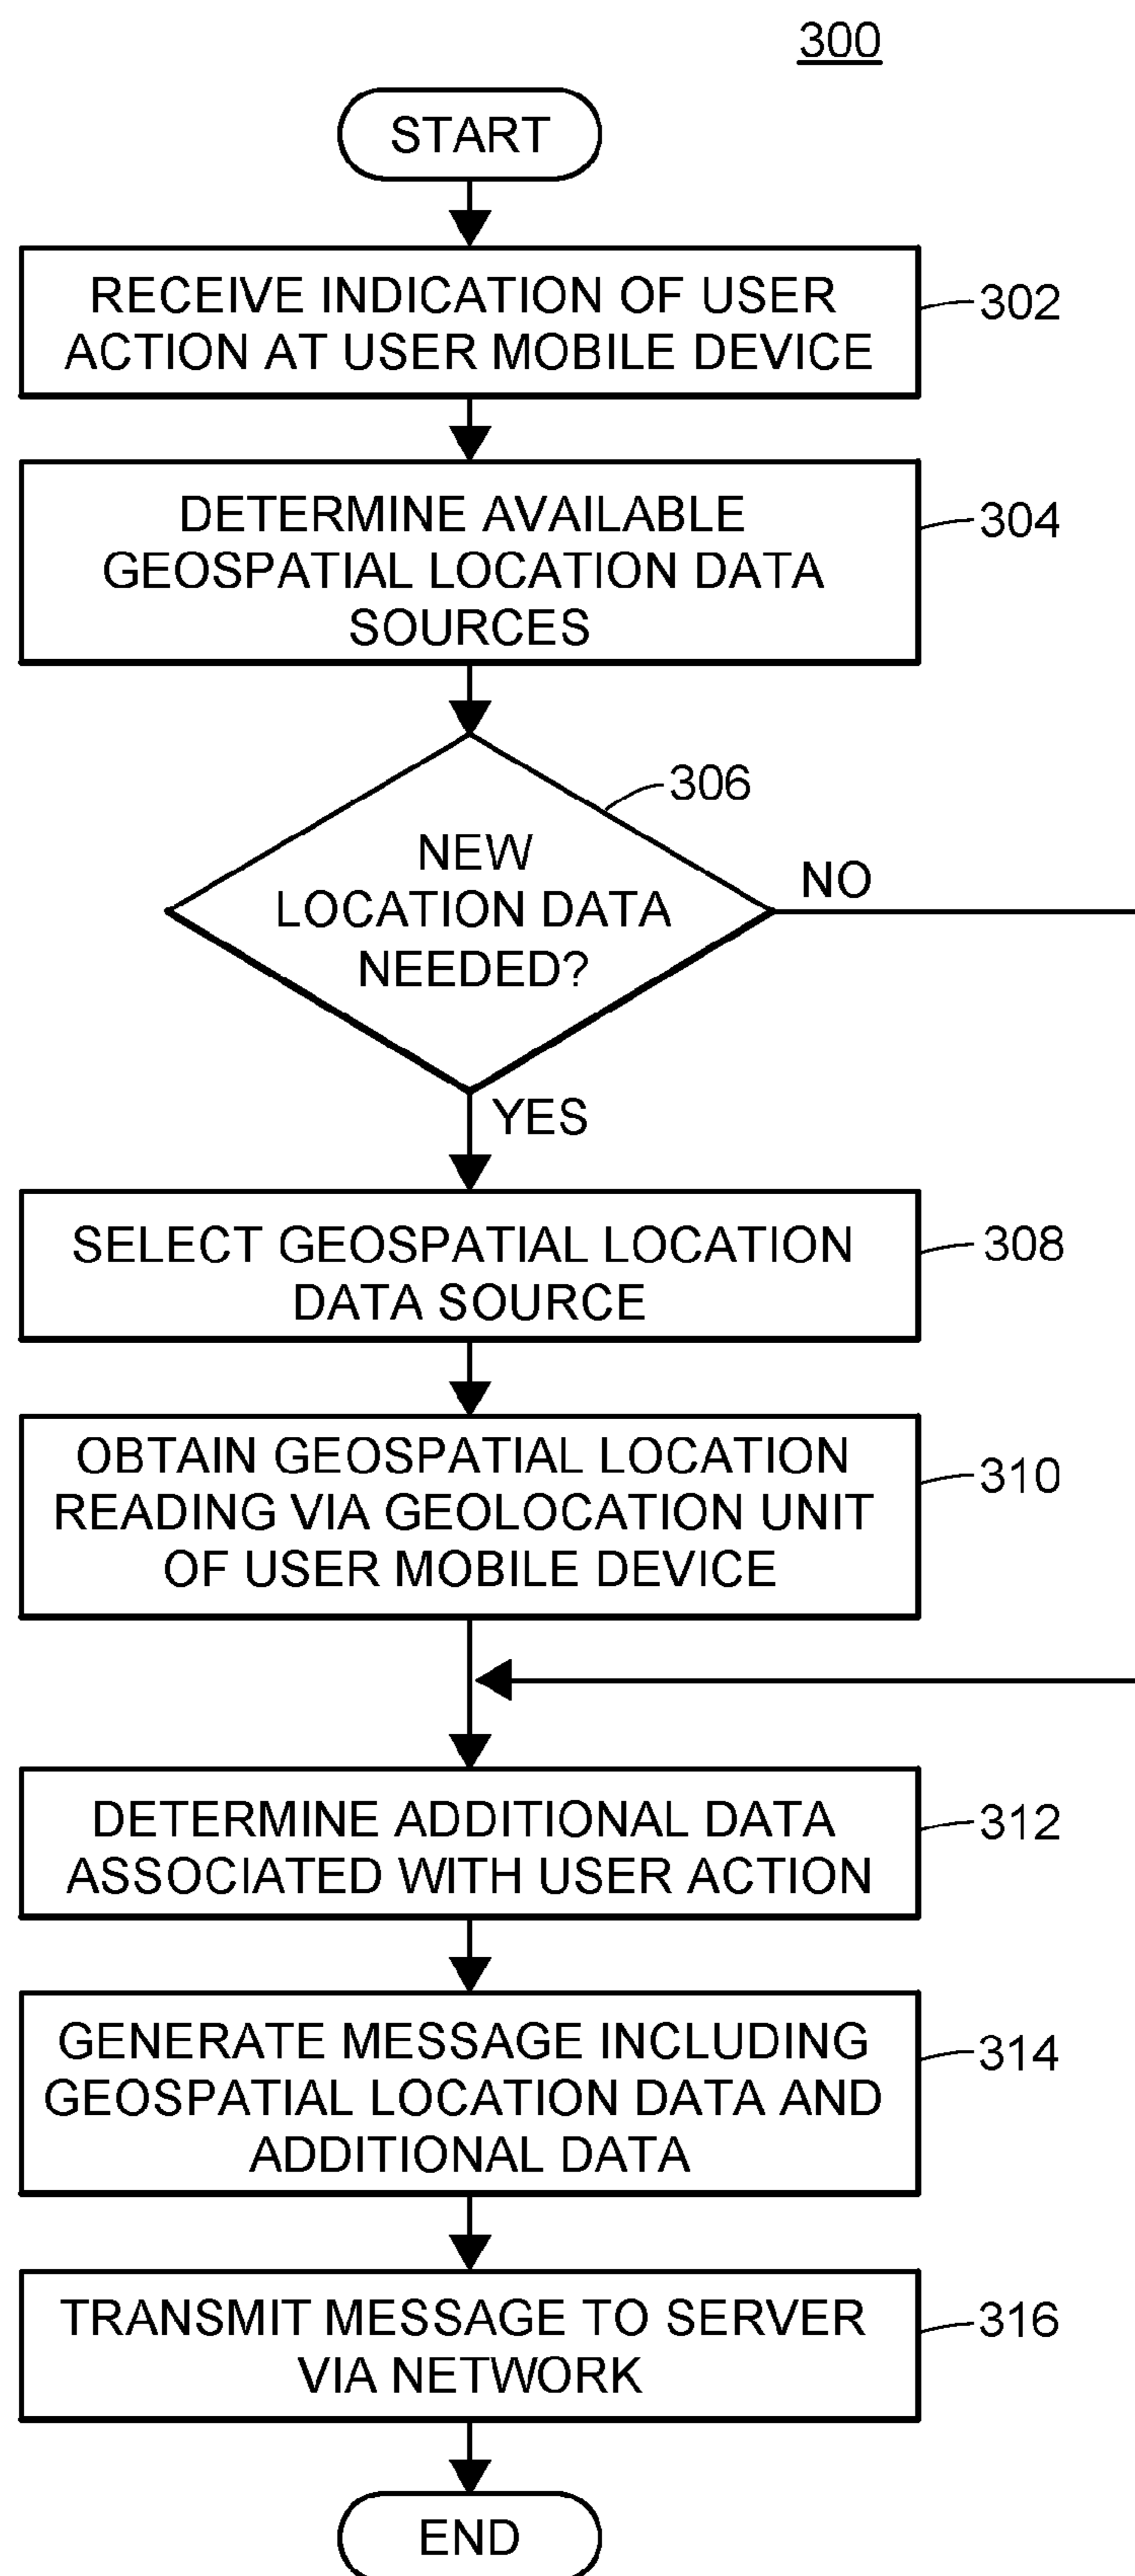 300
START
RECEIVE INDICATION OF USER
ACTION AT USER MOBILE DEVICE
302
DETERMINE AVAILABLE
GEOSPATIAL LOCATION DATA
SOURCES
304
306
NEW
LOCATION DATA
NEEDED?
NO
YES
SELECT GEOSPATIAL LOCATION
DATA SOURCE
308
OBTAIN GEOSPATIAL LOCATION
READING VIA GEOLOCATION UNIT
OF USER MOBILE DEVICE
310
DETERMINE ADDITIONAL DATA
ASSOCIATED WITH USER ACTION
312
GENERATE MESSAGE INCLUDING
GEOSPATIAL LOCATION DATA AND
ADDITIONAL DATA
314
TRANSMIT MESSAGE TO SERVER
VIA NETWORK
316
END